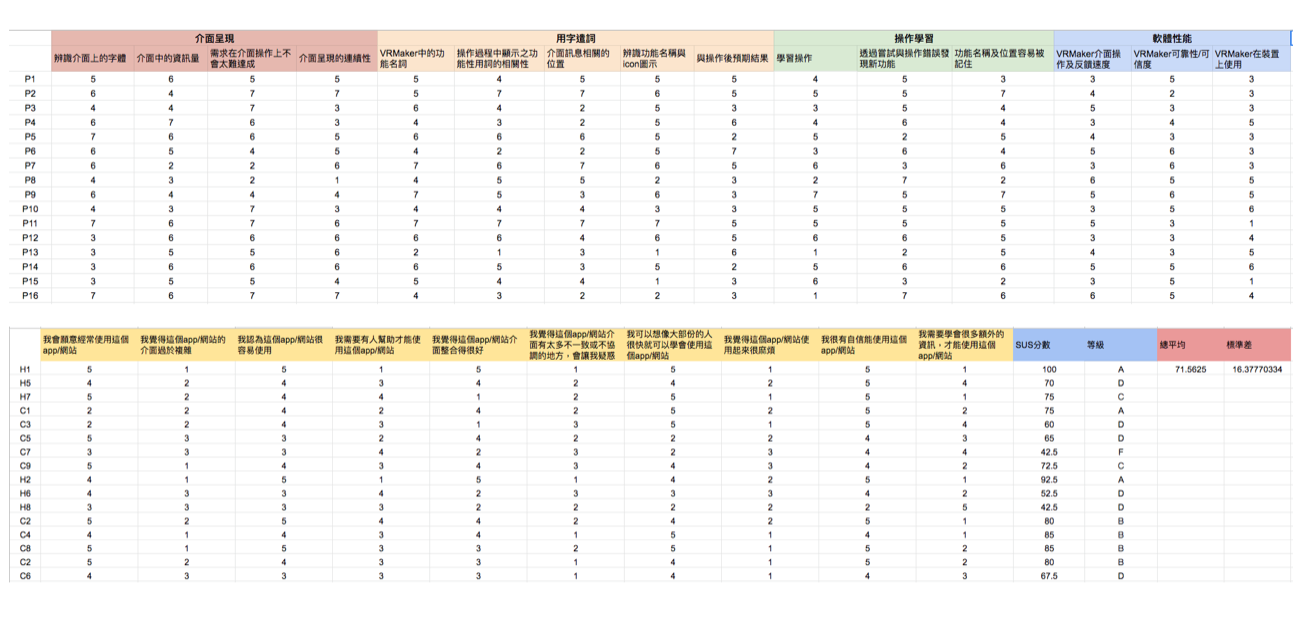 介面呈現 用字遣詞 操作學習 軟體性能
辨識介面上的字體 介面中的資訊量 需求在介面操作上不會太難達成 介面呈現的連續性 VRMaker中的功能名詞 操作過程中顯示之功能性用詞的相關性 介面訊息相關的位置 辨識功能名稱與icon圖示 與操作後預期結果 學習操作 透過嘗試與操作錯誤發現新功能 功能名稱及位置容易被記住 VRMaker介面操作及反饋速度 VRMaker可靠性/可信度 VRMaker在裝置上使用
P1 5 6 5 5 5 4 5 5 5 4 5 3 3 5 3
P2 6 4 7 7 5 7 7 6 5 5 5 7 4 2 3
P3 4 4 7 3 6 4 2 5 3 3 5 4 5 3 3
P4 6 7 6 3 4 3 2 5 6 4 6 4 3 4 5
P5 7 6 6 5 6 6 6 5 2 5 2 5 4 3 3
P6 6 5 4 5 4 2 2 5 7 3 6 4 5 6 3
P7 6 2 2 6 7 6 7 6 5 6 3 6 3 6 3
P8 4 3 2 1 4 5 5 2 3 2 7 2 6 5 5
P9 6 4 4 4 7 5 3 6 3 7 5 7 5 6 5
P10 4 3 7 3 4 4 4 3 3 5 5 5 3 5 6
P11 7 6 7 6 7 7 7 7 5 5 5 5 5 3 1
P12 3 6 6 6 6 6 4 6 5 6 6 5 3 3 4
P13 3 5 5 6 2 1 3 1 6 1 2 5 4 3 5
P14 3 6 6 6 6 5 3 5 2 5 6 6 5 5 6
P15 3 5 5 4 5 4 4 1 3 6 3 2 3 5 1
P16 7 6 7 7 4 3 2 2 3 1 7 6 6 5 4
我會願意經常使用這個app/網站 我覺得這個app/網站的介面過於複雜 我認為這個app/網站很容易使用 我需要有人幫助才能使用這個app/網站 我覺得這個app/網站介面整合得很好 我覺得這個app/網站介面有太多不一致或不協調的地方，會讓我疑惑 我可以想像大部份的人很快就可以學會使用這個app/網站 我覺得這個app/網站使用起來很麻煩 我很有自信能使用這個app/網站 我需要學會很多額外的資訊，才能使用這個app/網站 SUS分數 等級 總平均 標準差
H1 5 1 5 1 5 1 5 1 5 1 100 A 71.5625 16.37770334
H5 4 2 4 3 4 2 4 2 5 4 70 D
H7 5 2 4 4 1 2 5 1 5 1 75 C
C1 2 2 4 2 4 2 5 2 5 2 75 A
C3 2 2 4 3 1 3 5 1 5 4 60 D
C5 5 3 3 2 4 2 2 2 4 3 65 D
C7 3 3 3 4 2 3 2 3 4 4 42.5 F
C9 5 1 4 3 4 3 4 3 4 2 72.5 C
H2 4 1 5 1 5 1 4 2 5 1 92.5 A
H6 4 3 3 4 2 3 3 3 4 2 52.5 D
H8 3 3 3 3 2 2 2 2 2 5 42.5 D
C2 5 2 5 4 4 2 4 2 5 1 80 B
C4 4 1 4 3 4 1 5 1 4 1 85 B
C8 5 1 5 3 3 2 5 1 5 2 85 B
C2 5 2 4 3 3 1 4 1 5 2 80 B
C6 4 3 3 3 3 1 4 1 4 3 67.5 D